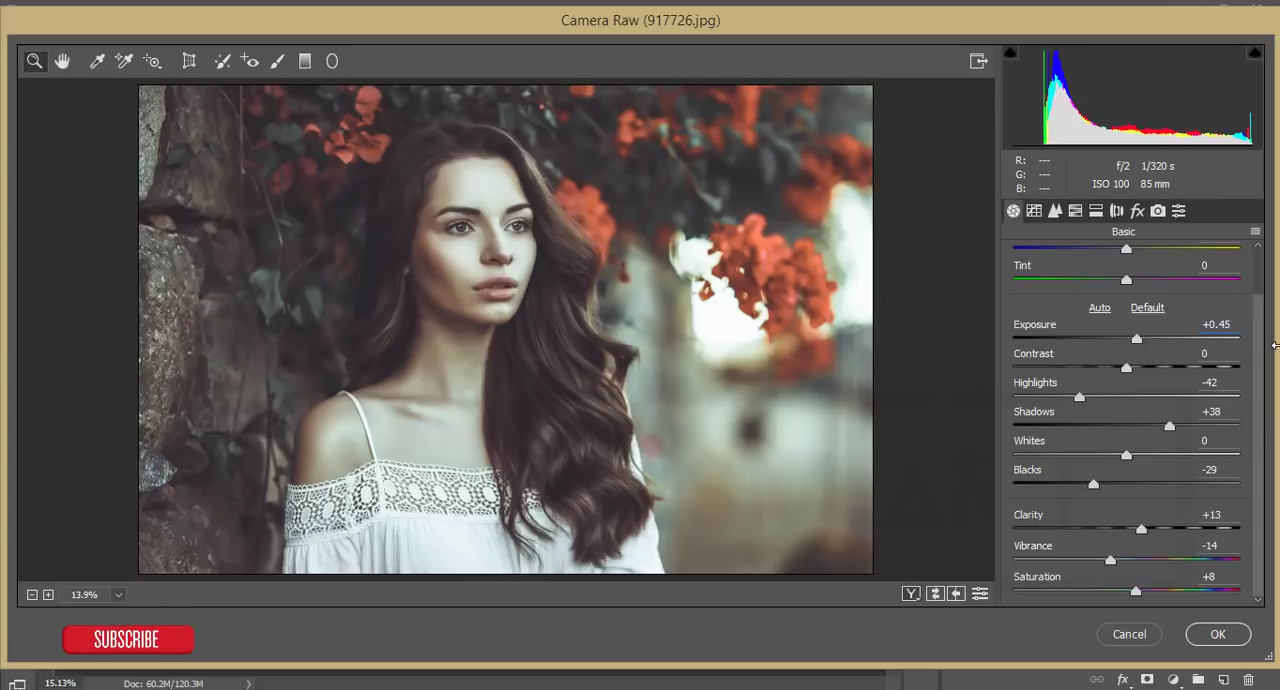 Camera Raw (917726.jpg)
R: ---
G: ---
B: ---
f/2 1/320 s
ISO 100 85 mm
fx
Basic
Tint 0
Auto Default
Exposure +0.45
Contrast 0
Highlights -42
Shadows +38
Whites 0
Blacks -29
Clarity +13
Vibrance -14
Saturation +8
13.9%
Y
SUBSCRIBE
Cancel OK
15.13% Doc: 60.2M/120.3M
fx